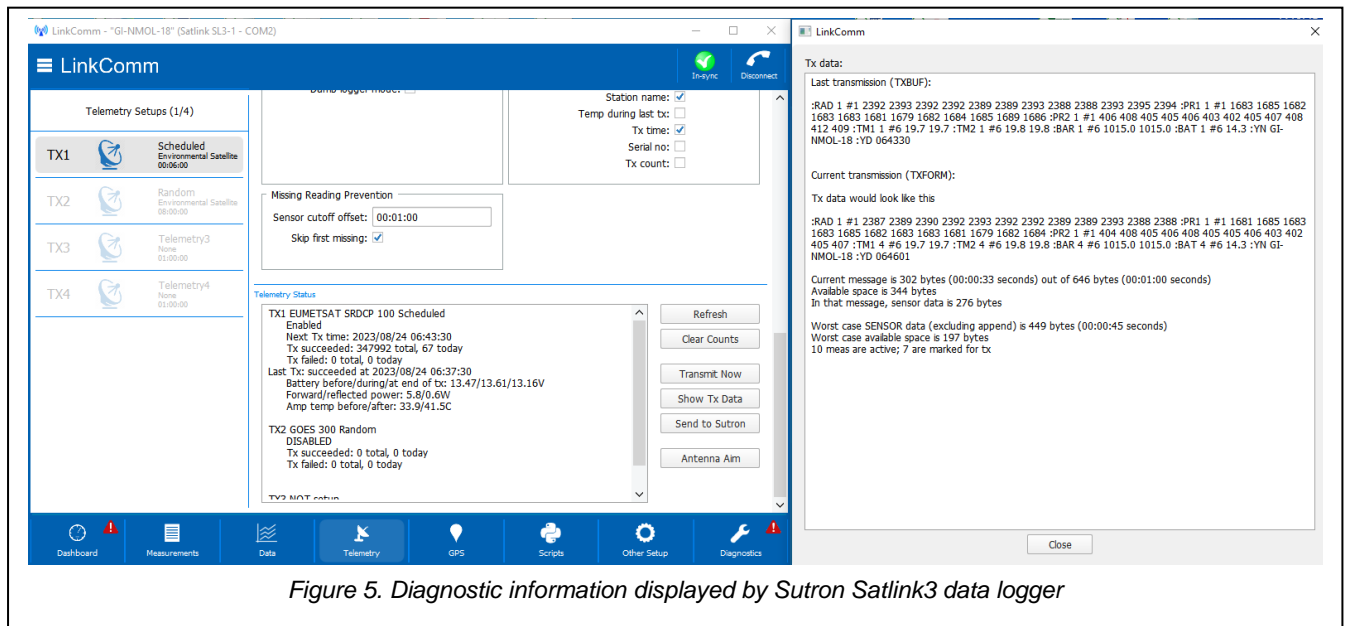 LinkComm - "GI-NMOL-18" (Satlink SL3-1 - COM2)
LinkComm
In-sync
Disconnect
Telemetry Setups (1/4)
TX1
Scheduled
Environmental Satellite
00:06:00
TX2
Random
Environmental Satellite
08:00:00
TX3
Telemetry3
None
01:00:00
TX4
Telemetry4
None
01:00:00
Dumb logger mode:
Station name:
Temp during last tx:
Tx time:
Serial no:
Tx count:
Missing Reading Prevention
Sensor cutoff offset: 00:01:00
Skip first missing:
Telemetry Status
TX1 EUMETSAT SRDCP 100 Scheduled
Enabled
Next Tx time: 2023/08/24 06:43:30
Tx succeeded: 347992 total, 67 today
Tx failed: 0 total, 0 today
Last Tx: succeeded at 2023/08/24 06:37:30
Battery before/during/at end of tx: 13.47/13.61/13.16V
Forward/reflected power: 5.8/0.6W
Amp temp before/after: 33.9/41.5C
TX2 GOES 300 Random
DISABLED
Tx succeeded: 0 total, 0 today
Tx failed: 0 total, 0 today
TX3 NOT setup
Refresh
Clear Counts
Transmit Now
Show Tx Data
Send to Sutron
Antenna Aim
Dashboard
Measurements
Data
Telemetry
GPS
Scripts
Other Setup
Diagnostics
LinkComm
Tx data:
Last transmission (TXBUF):
:RAD 1 #1 2392 2393 2392 2392 2389 2389 2393 2388 2388 2393 2395 2394 :PR1 1 #1 1683 1685 1682
1683 1683 1681 1679 1682 1684 1685 1689 1686 :PR2 1 #1 406 408 405 405 406 403 402 405 407 408
412 409 :TM1 1 #6 19.7 19.7 :TM2 1 #6 19.8 19.8 :BAR 1 #6 1015.0 1015.0 :BAT 1 #6 14.3 :YN GI-
NMOL-18 :YD 064330
Current transmission (TXFORM):
Tx data would look like this
:RAD 1 #1 2387 2389 2390 2392 2393 2392 2392 2389 2389 2393 2388 2388 :PR1 1 #1 1681 1685 1683
1683 1685 1682 1683 1683 1681 1679 1682 1684 :PR2 1 #1 404 408 405 406 408 405 405 406 403 402
405 407 :TM1 4 #6 19.7 19.7 :TM2 4 #6 19.8 19.8 :BAR 4 #6 1015.0 1015.0 :BAT 4 #6 14.3 :YN GI-
NMOL-18 :YD 064601
Current message is 302 bytes (00:00:33 seconds) out of 646 bytes (00:01:00 seconds)
Available space is 344 bytes
In that message, sensor data is 276 bytes
Worst case SENSOR data (excluding append) is 449 bytes (00:00:45 seconds)
Worst case available space is 197 bytes
10 meas are active; 7 are marked for tx
Close
Figure 5. Diagnostic information displayed by Sutron Satlink3 data logger